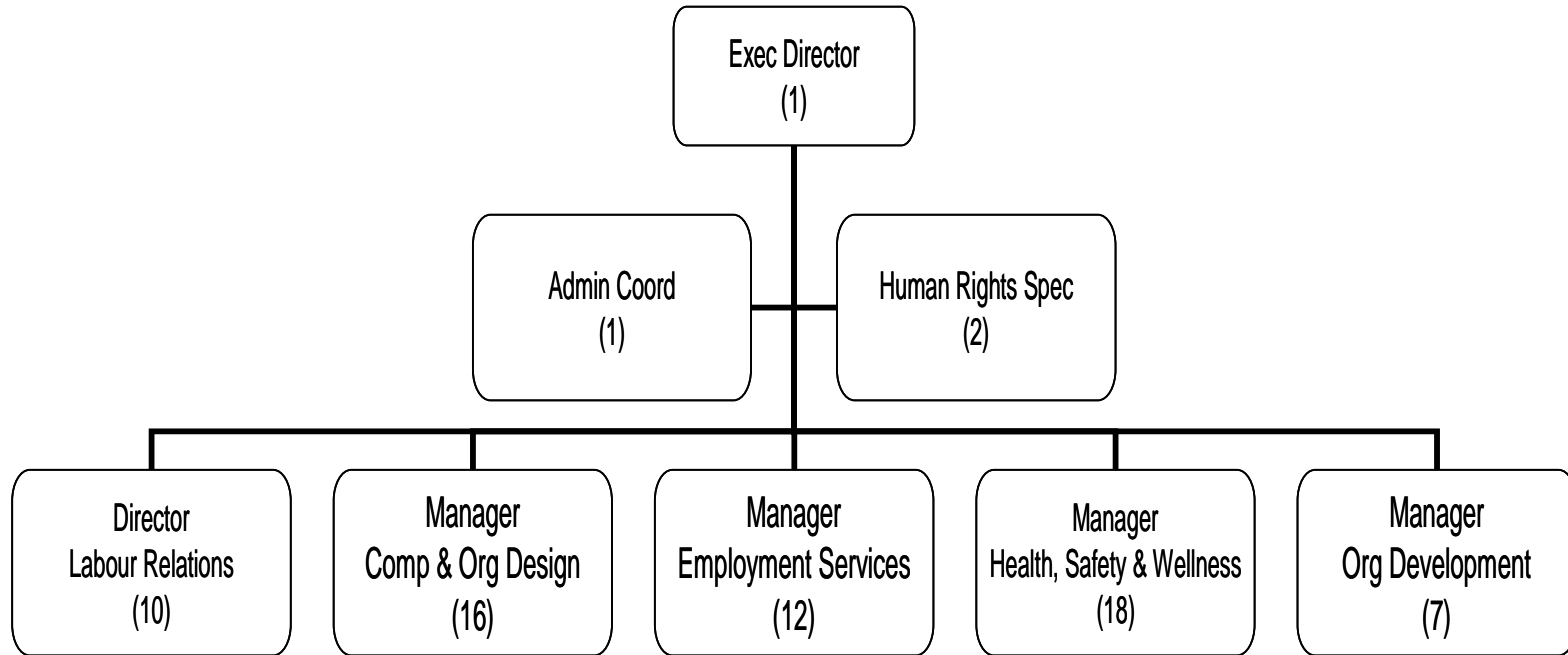 Exec Director
(1)
Admin Coord
(1)
Human Rights Spec
(2)
Director
Labour Relations
(10)
Manager
Comp & Org Design
(16)
Manager
Employment Services
(12)
Manager
Health, Safety & Wellness
(18)
Manager
Org Development
(7)